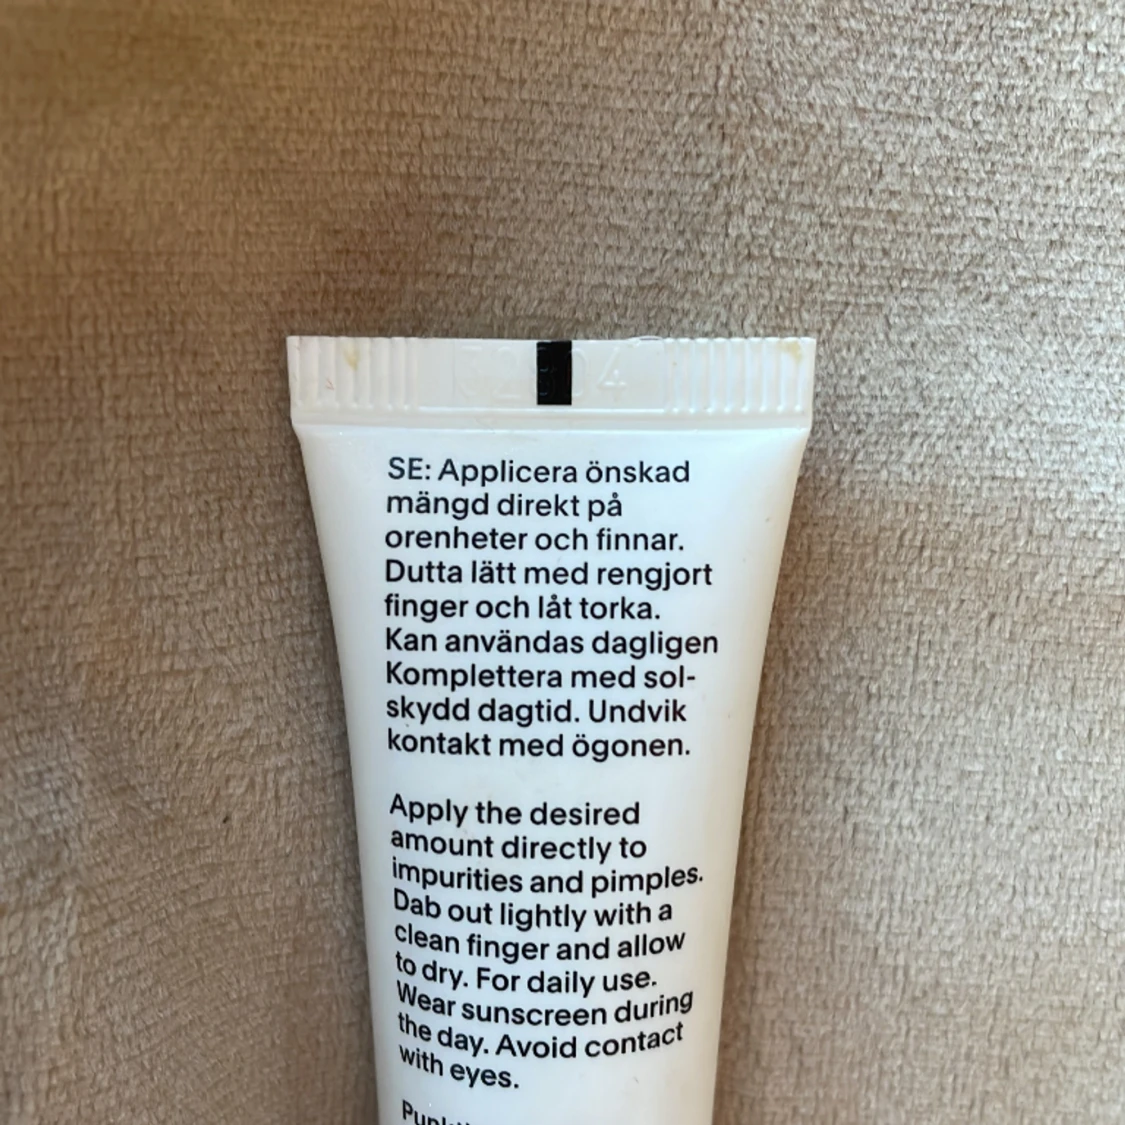 SE: Applicera önskad
mängd direkt på
orenheter och finnar.
Dutta lätt med rengjort
finger och låt torka.
Kan användas dagligen
Komplettera med sol-
skydd dagtid. Undvik
kontakt med ögonen.
Apply the desired
amount directly to
impurities and pimples.
Dab out lightly with a
clean finger and allow
to dry. For daily use.
Wear sunscreen during
the day. Avoid contact
with eyes.